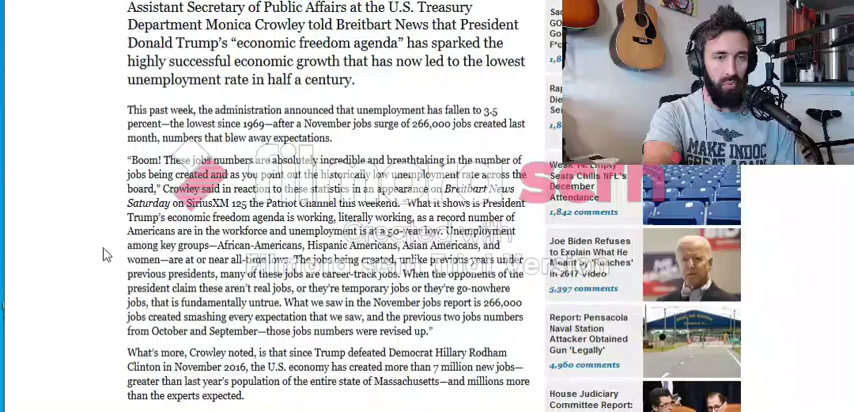 Assistant Secretary of Public Affairs at the U.S. Treasury
Department Monica Crowley told Breitbart News that President
Donald Trump's “economic freedom agenda” has sparked the
highly successful economic growth that has now led to the lowest
unemployment rate in half a century.
This past week, the administration announced that unemployment has fallen to 3.5
percent—the lowest since 1969—after a November jobs surge of 266,000 jobs created last
month, numbers that blew away expectations.
“Boom! These jobs numbers are absolutely incredible and breathtaking in the number of
jobs being created and as you point out the historically low unemployment rate across the
board,” Crowley said in reaction to these statistics in an appearance on Breitbart News
Saturday on SiriusXM 125 the Patriot Channel this weekend. “What it shows is President
Trump's economic freedom agenda is working, literally working, as a record number of
Americans are in the workforce and unemployment is at a 50-year low. Unemployment
among key groups—African-Americans, Hispanic Americans, Asian Americans, and
women—are at or near all-time lows. The jobs being created, unlike previous years under
previous presidents, many of these jobs are career-track jobs. When the opponents of the
president claim these aren't real jobs, or they're temporary jobs or they're go-nowhere
jobs, that is fundamentally untrue. What we saw in the November jobs report is 266,000
jobs created smashing every expectation that we saw, and the previous two jobs numbers
from October and September—those jobs numbers were revised up.”
What's more, Crowley noted, is that since Trump defeated Democrat Hillary Rodham
Clinton in November 2016, the U.S. economy has created more than 7 million new jobs—
greater than last year's population of the entire state of Massachusetts—and millions more
than the experts expected.
filmora
Created with
version
MAKE INDOC
Week 14: Empty
Seats Chills NFL's
December
Attendance
1,842 comments
Joe Biden Refuses
to Explain What He
Meant by 'Roaches'
in 2017 Video
5,397 comments
Report: Pensacola
Naval Station
Attacker Obtained
Gun 'Legally'
4,960 comments
House Judiciary
Committee Report: